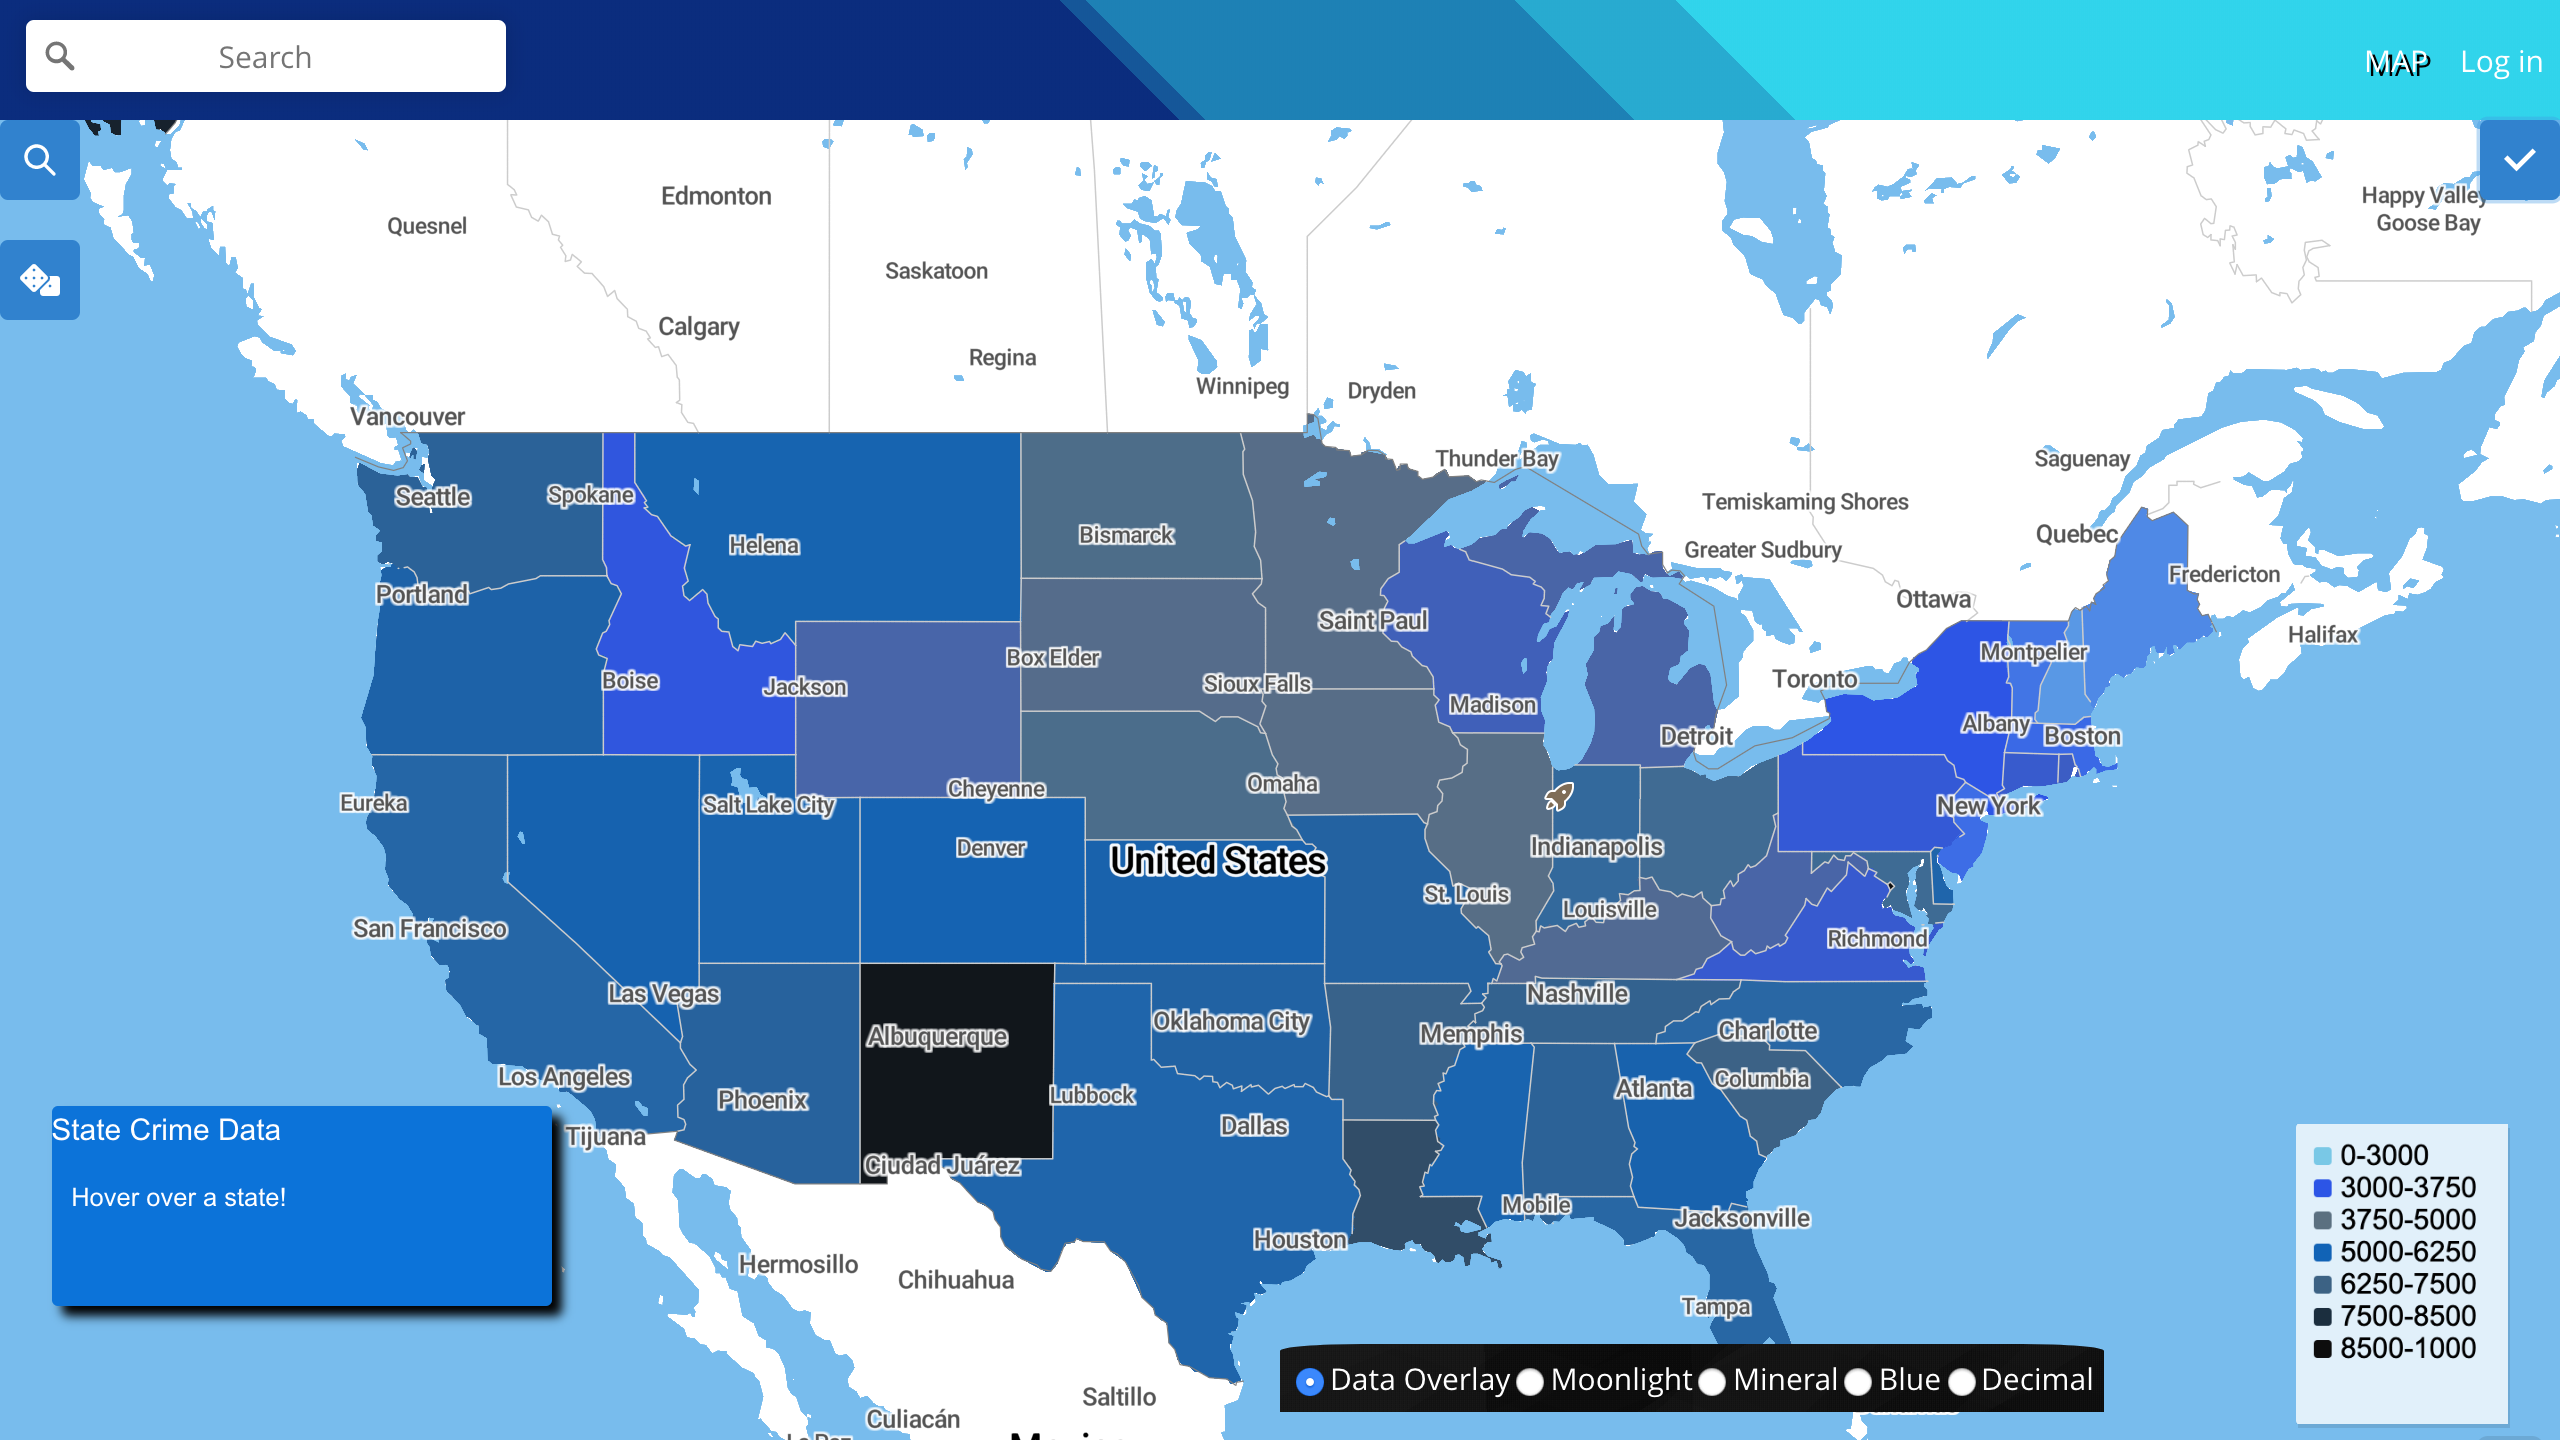 Search
MAP
Log in
Edmonton
Quesnel
Happy Valley
Goose Bay
Saskatoon
Calgary
Regina
Winnipeg
Dryden
Vancouver
Thunder Bay
Saguenay
Seattle
Spokane
Temiskaming Shores
Helena
Bismarck
Quebec
Greater Sudbury
Fredericton
Portland
Ottawa
Saint Paul
Halifax
Montpelier
Box Elder
Boise
Jackson
Sioux Falls
Toronto
Madison
Albany
Detroit
Boston
Eureka
Salt Lake City
Cheyenne
Omaha
New York
Denver
United States
Indianapolis
St. Louis
Louisville
San Francisco
Richmond
Las Vegas
Nashville
Albuquerque
Oklahoma City
Memphis
Charlotte
Los Angeles
Phoenix
Lubbock
Atlanta
Columbia
State Crime Data
Tijuana
Dallas
Ciudad Juárez
Hover over a state!
Mobile
Jacksonville
Houston
Hermosillo
Chihuahua
Tampa
0-3000
3000-3750
3750-5000
5000-6250
6250-7500
7500-8500
8500-1000
Data Overlay Moonlight Mineral Blue Decimal
Saltillo
Culiacán